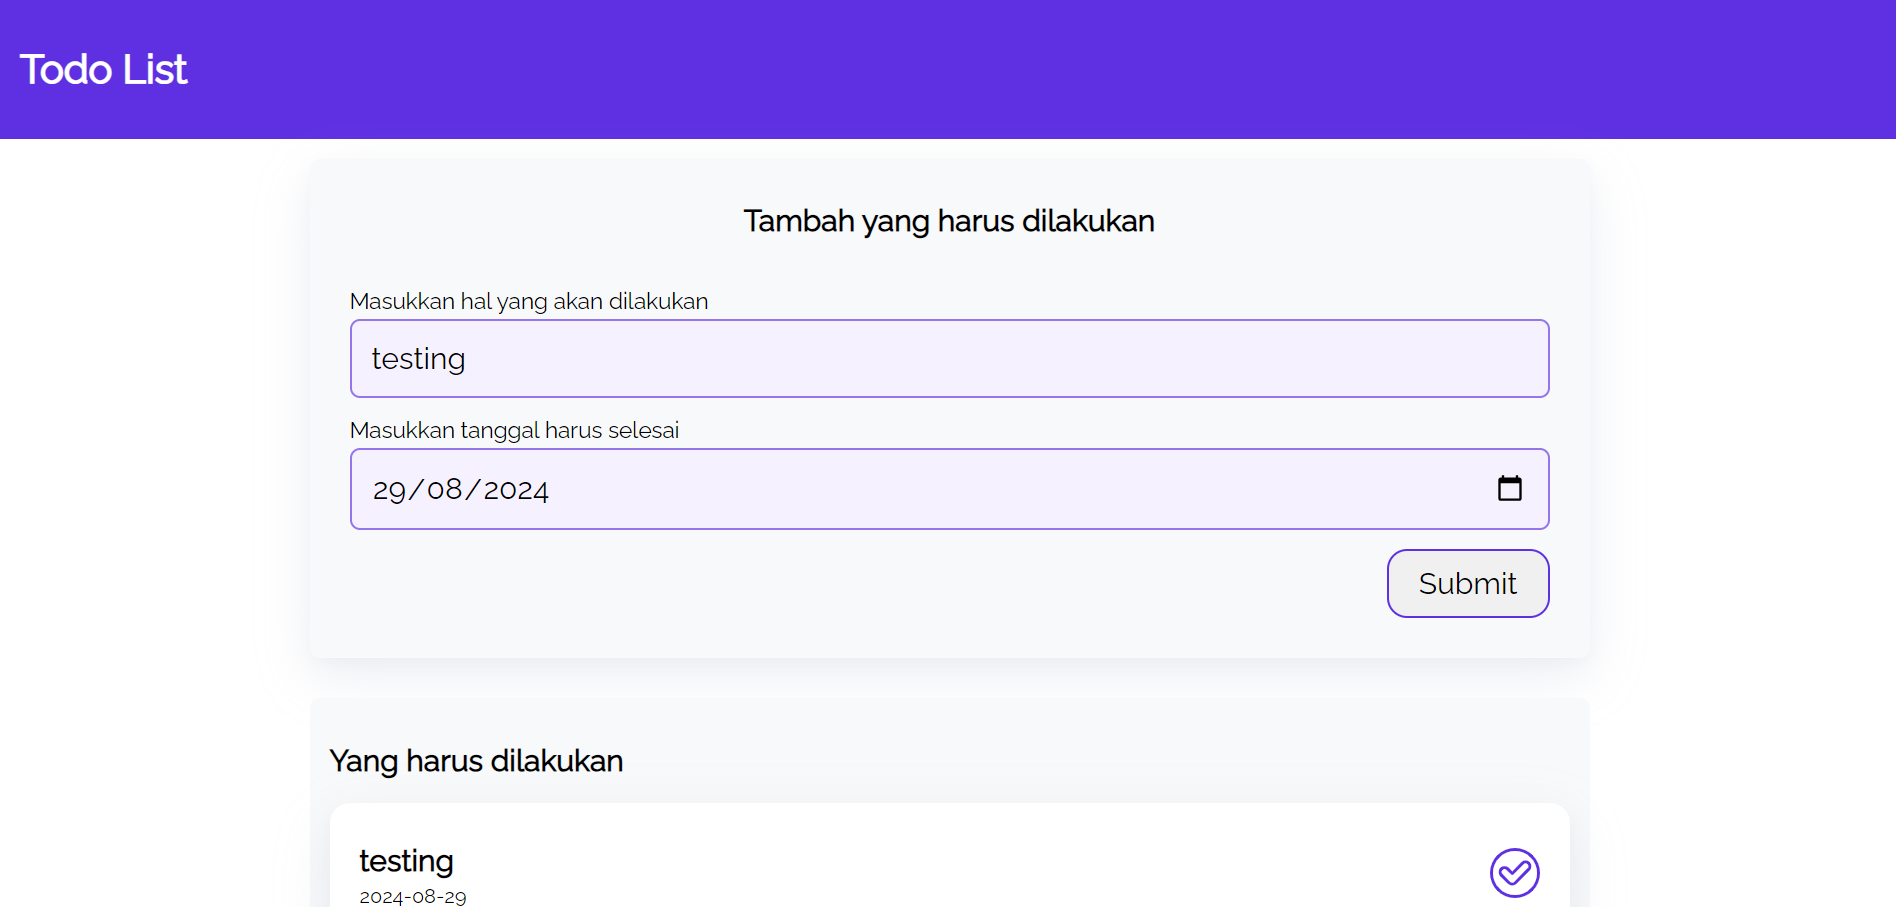 Todo List
Tambah yang harus dilakukan
Masukkan hal yang akan dilakukan
testing
Masukkan tanggal harus selesai
29/08/2024
Submit
Yang harus dilakukan
testing
2024-08-29